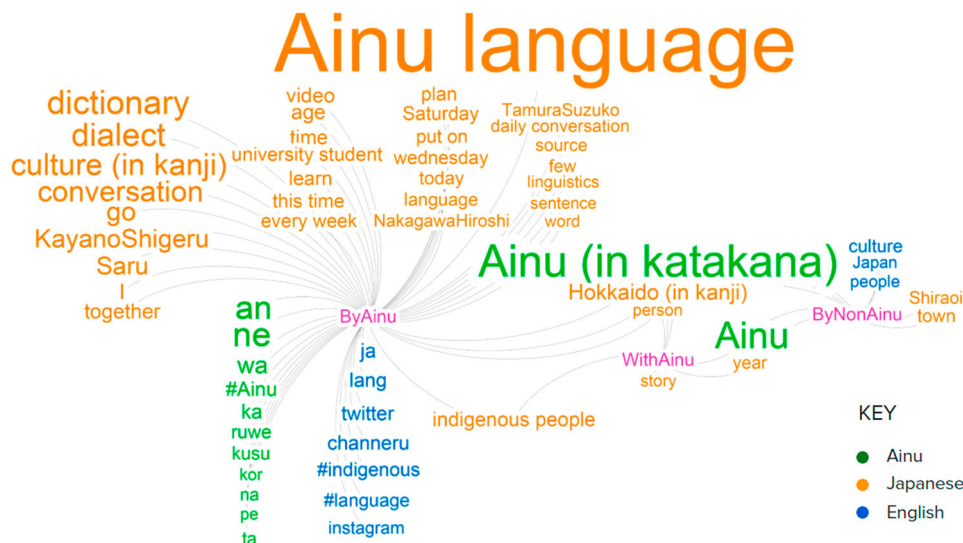 Ainu language
dictionary
dialect
culture (in kanji)
conversation
go
KayanoShigeru
Saru
I
together
video
age
time
university student
learn
this time
every week
plan
Saturday
put on
wednesday
today
language
NakagawaHiroshi
TamuraSuzuko
daily conversation
source
few
linguistics
sentence
word
Ainu (in katakana)
Hokkaido (in kanji)
person
culture
Japan
people
ByNonAinu
Shiraoi
town
Ainu
year
WithAinu
story
indigenous people
ByAinu
an
ne
wa
#Ainu
ka
ruwe
kusu
kor
na
pe
ta
ja
lang
twitter
channeru
#indigenous
#language
instagram
KEY
Ainu
Japanese
English